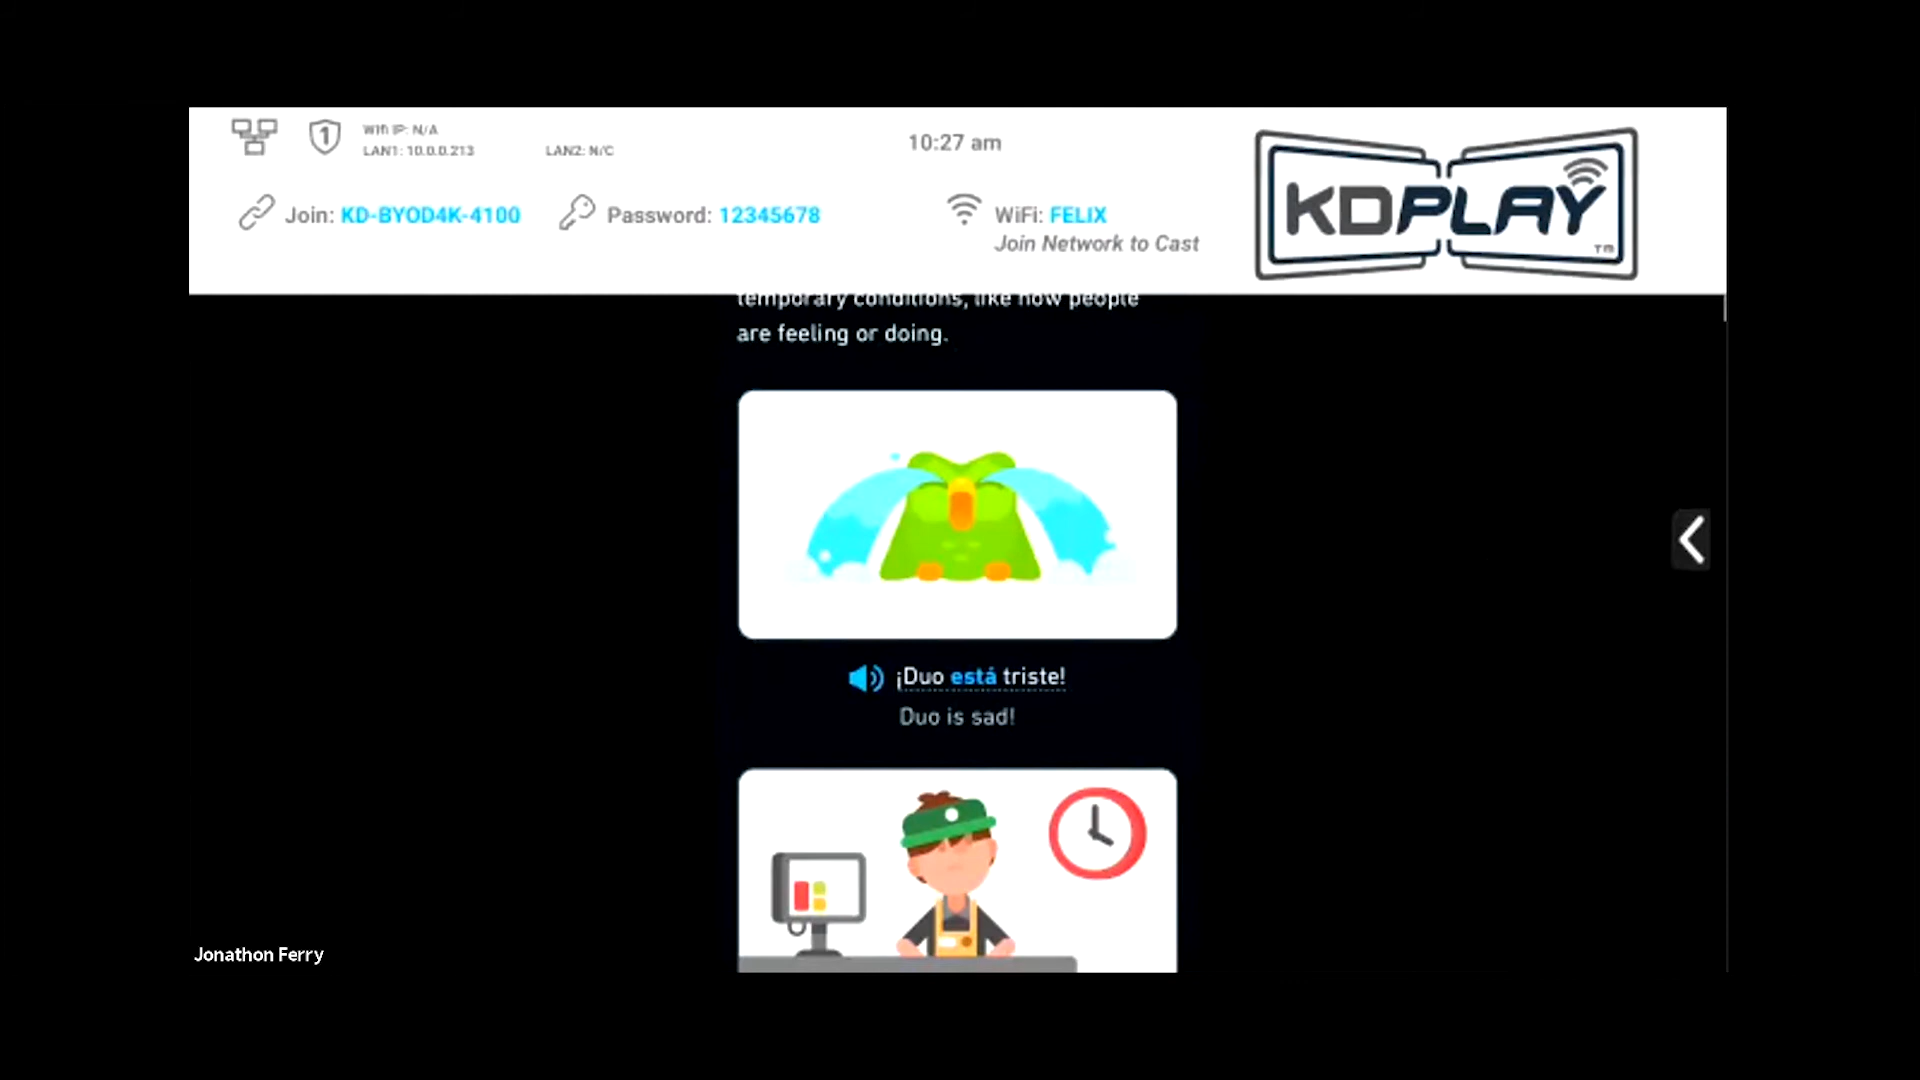 Wifi IP: N/A
LAN1: 10.0.0.213
LAN2: N/C
10:27 am
Join: KD-BYOD4K-4100
Password: 12345678
WiFi: FELIX
Join Network to Cast
KDPLAY
TM
1
temporary conditions, like how people
are feeling or doing.
¡Duo está triste!
Duo is sad!
Jonathon Ferry